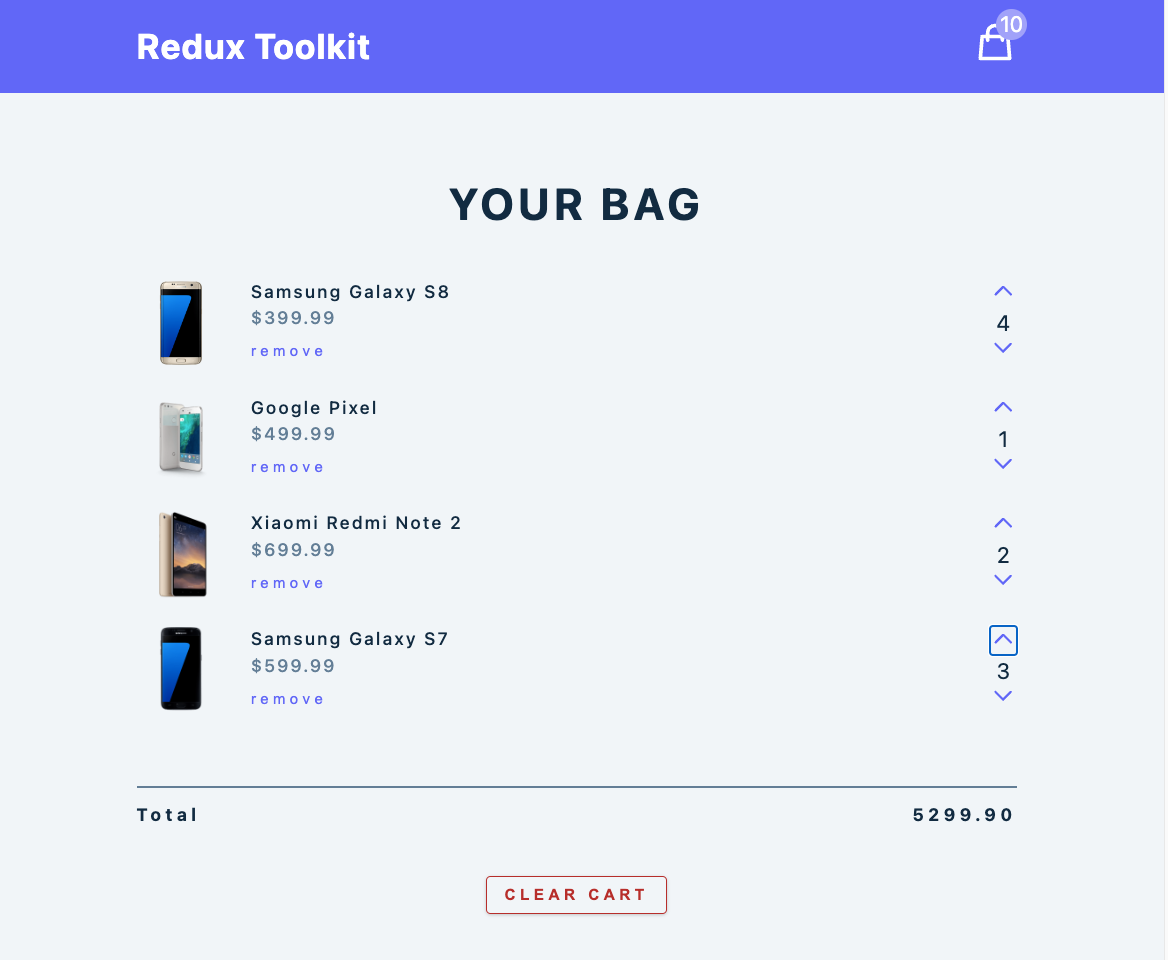 Redux Toolkit
10
YOUR BAG
Samsung Galaxy S8
$399.99
remove
4
Google Pixel
$499.99
remove
1
Xiaomi Redmi Note 2
$699.99
remove
2
Samsung Galaxy S7
$599.99
remove
3
Total 5299.90
CLEAR CART